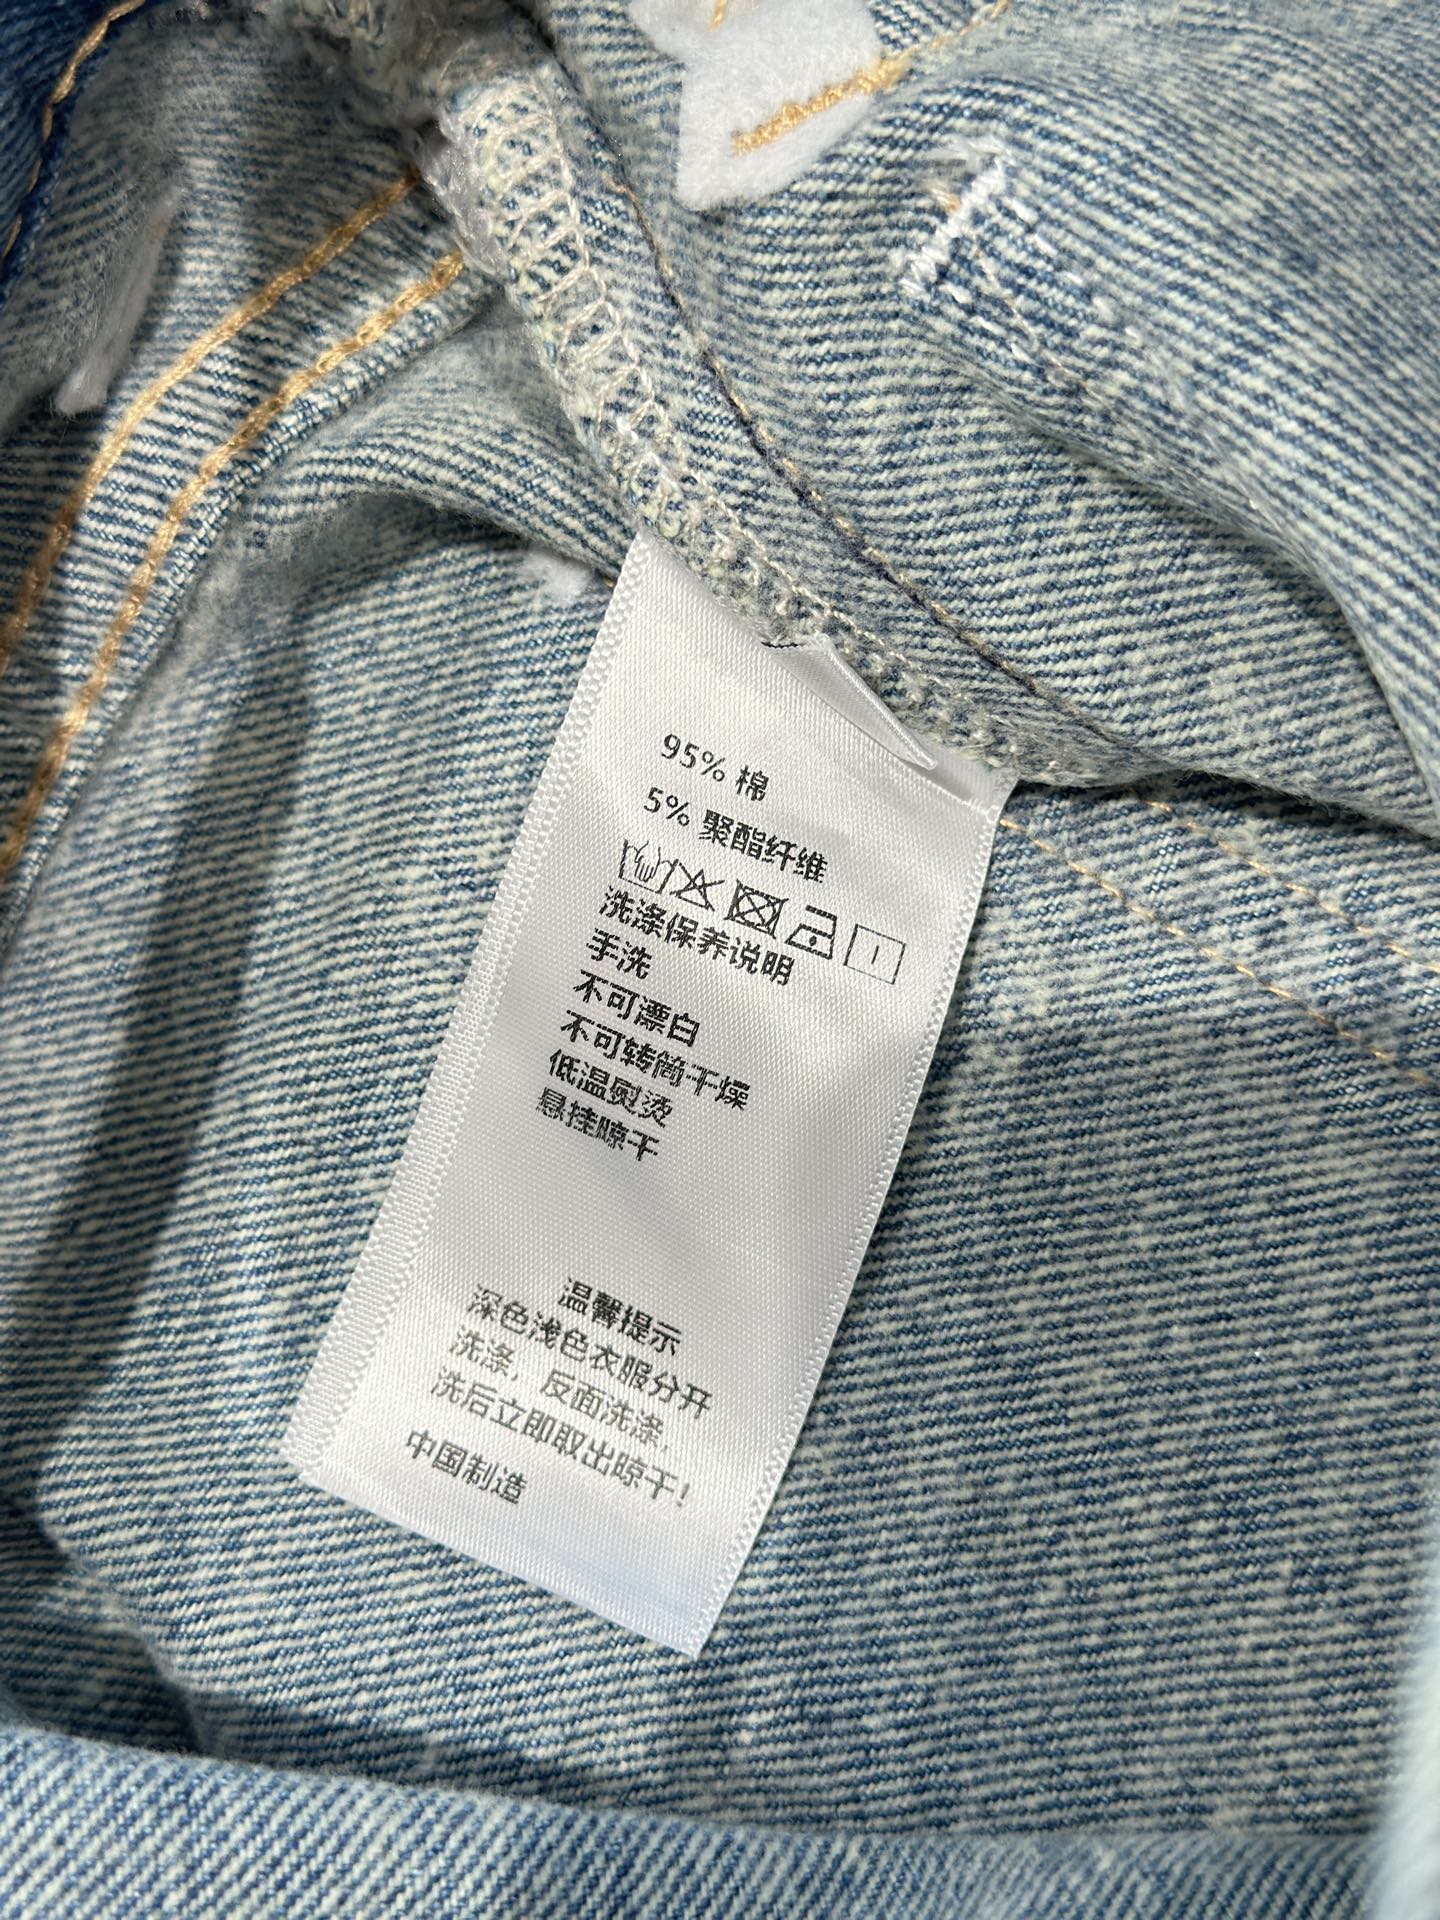 95% 棉
5% 聚酯纤维
洗涤保养说明
手洗
不可漂白
不可转筒干燥
低温熨烫
悬挂晾干
温馨提示
深色浅色衣服分开
洗涤，反面洗涤，
洗后立即取出晾干！
中国制造